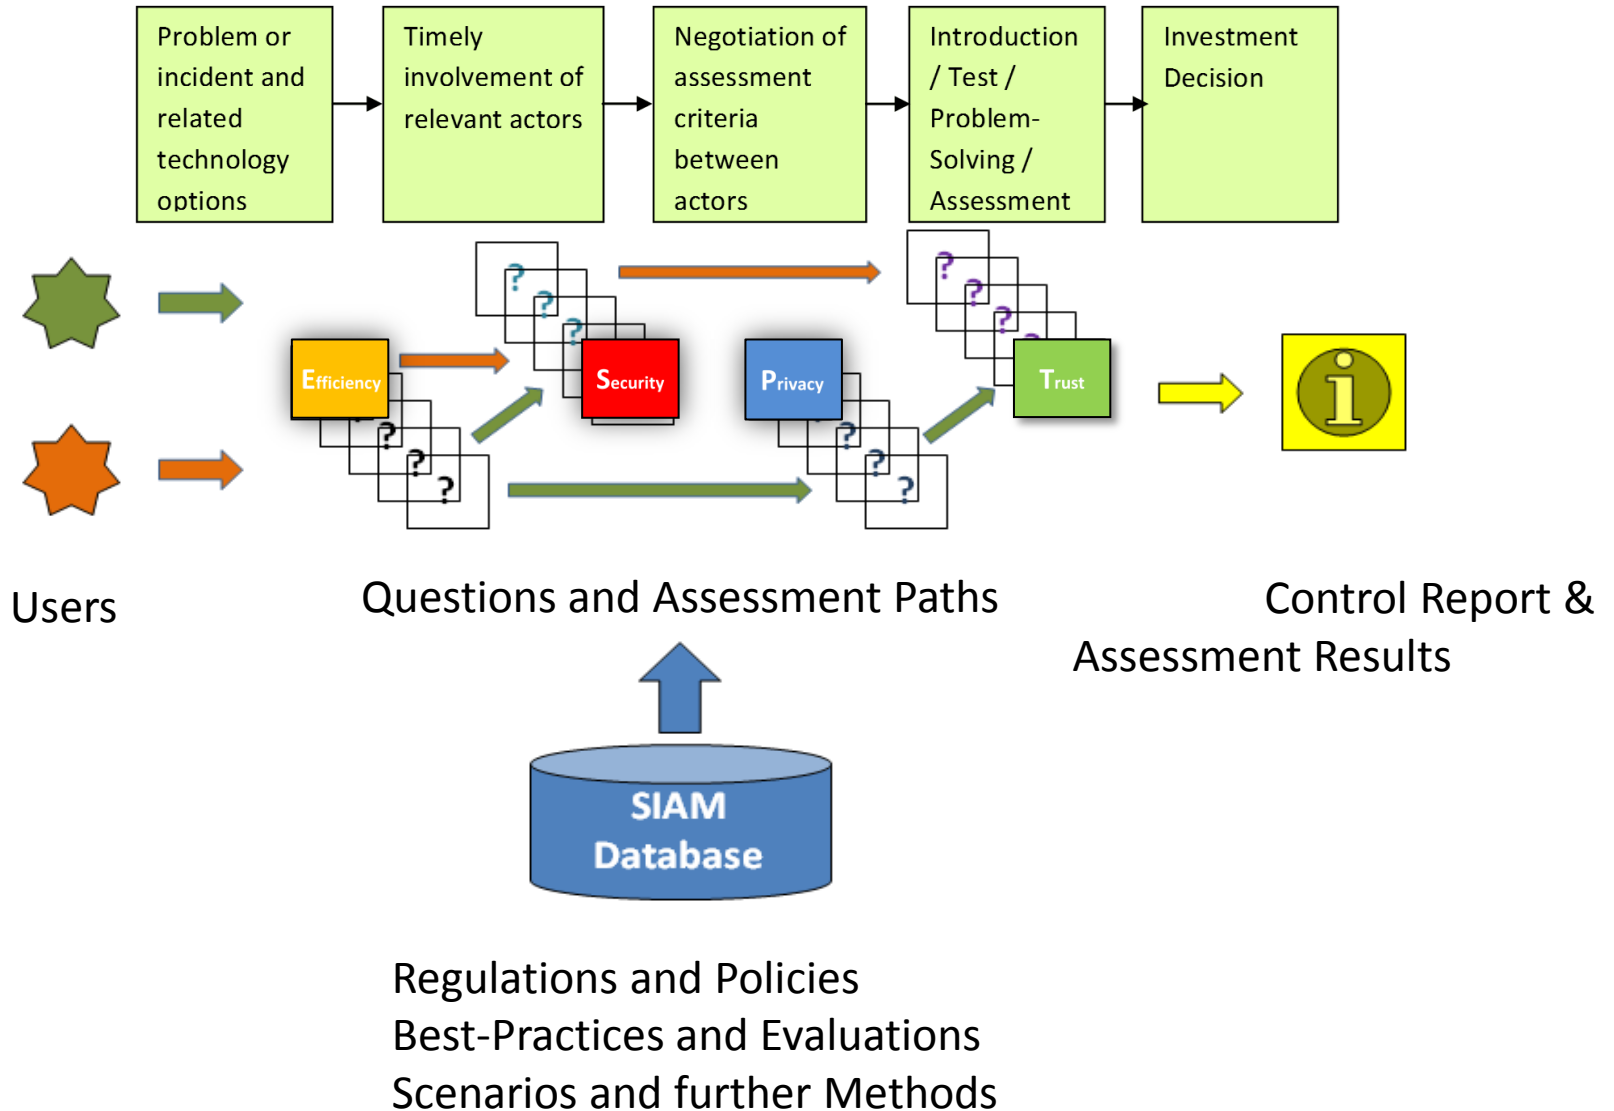 Problem or
incident and
related
technology
options
Timely
involvement of
relevant actors
Negotiation of
assessment
criteria
between
actors
Introduction
/ Test /
Problem-
Solving /
Assessment
Investment
Decision
?
?
?
?
?
?
?
Efficiency
Security
Privacy
Trust
?
?
?
?
?
?
Users
Questions and Assessment Paths
Control Report &
Assessment Results
SIAM
Database
Regulations and Policies
Best-Practices and Evaluations
Scenarios and further Methods